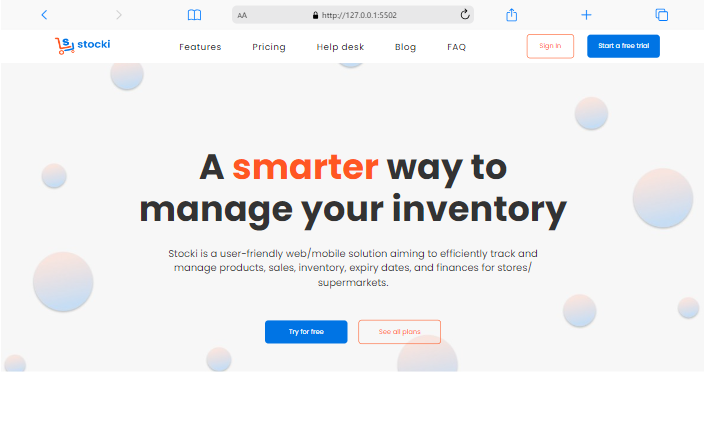 AA http://127.0.0.1:5502
stocki Features Pricing Help desk Blog FAQ Sign in Start a free trial
A smarter way to
manage your inventory
Stocki is a user-friendly web/mobile solution aiming to efficiently track and
manage products, sales, inventory, expiry dates, and finances for stores/
supermarkets.
Try for free See all plans